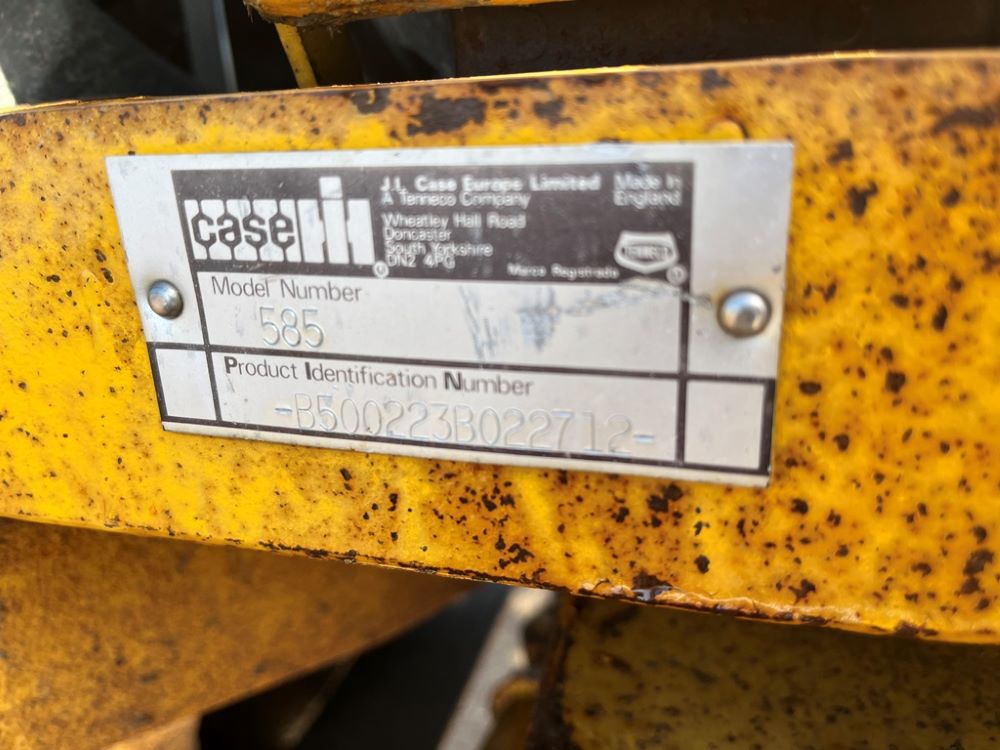 case IH
J.I. Case Europe Limited
A Tenneco Company
Wheatley Hall Road
Doncaster
South Yorkshire
DN2 4PG
Made in
England
Marca Registrada
Model Number
585
Product Identification Number
-B500223B022712-